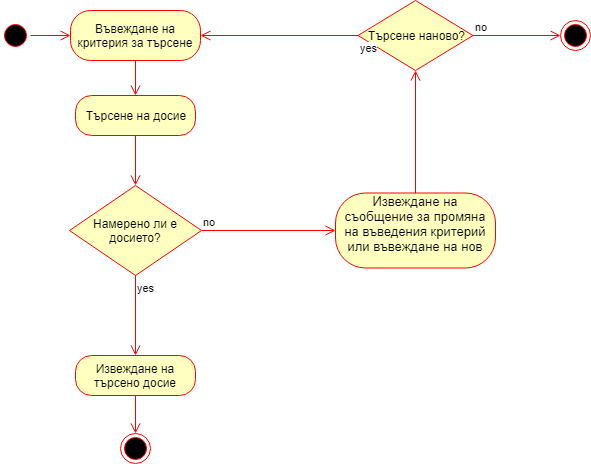 Въвеждане на
критерия за търсене
Търсене наново?
no
yes
Търсене на досие
Намерено ли е
досието?
no
yes
Извеждане на
съобщение за промяна
на въведения критерий
или въвеждане на нов
Извеждане на
търсено досие